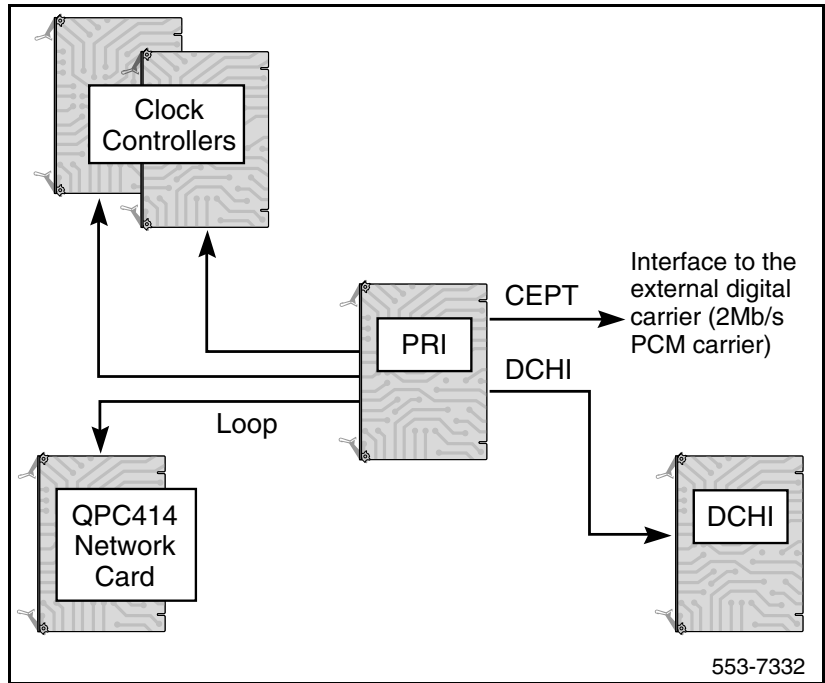 Clock
Controllers
CEPT
Interface to the
external digital
carrier (2Mb/s
PCM carrier)
PRI
DCHI
Loop
QPC414
Network
Card
DCHI
553-7332